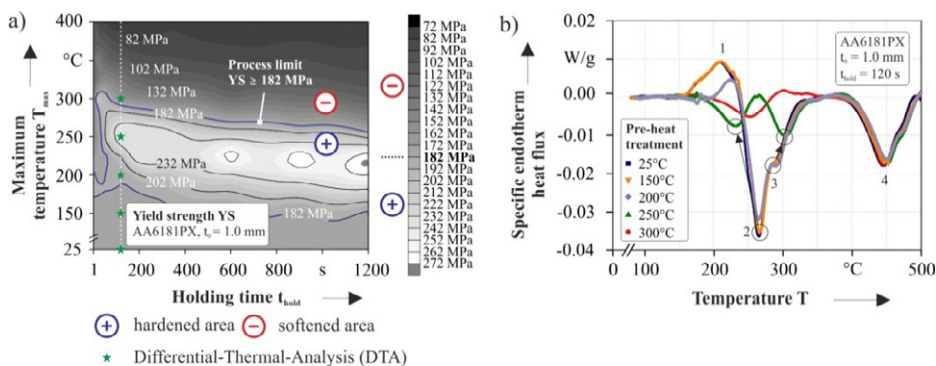 a)
400
°C
300
250
200
150
25
Maximum
temperature Tmax
82 MPa
102 MPa
132 MPa
182 MPa
232 MPa
202 MPa
182 MPa
Process limit
YS ≥ 182 MPa
Yield strength YS
AA6181PX, t₀ = 1.0 mm
1 200 400 600 800 s 1200
Holding time thold
+ hardened area − softened area
Differential-Thermal-Analysis (DTA)
72 MPa
82 MPa
92 MPa
102 MPa
112 MPa
122 MPa
132 MPa
142 MPa
152 MPa
162 MPa
172 MPa
182 MPa
192 MPa
202 MPa
212 MPa
222 MPa
232 MPa
242 MPa
252 MPa
262 MPa
272 MPa
b)
0.02
W/g
0.00
-0.01
-0.02
-0.03
-0.04
Specific endotherm
heat flux
AA6181PX
t₀ = 1.0 mm
thold = 120 s
Pre-heat
treatment
25°C
150°C
200°C
250°C
300°C
1
2
3
4
0 100 200 300 °C 500
Temperature T